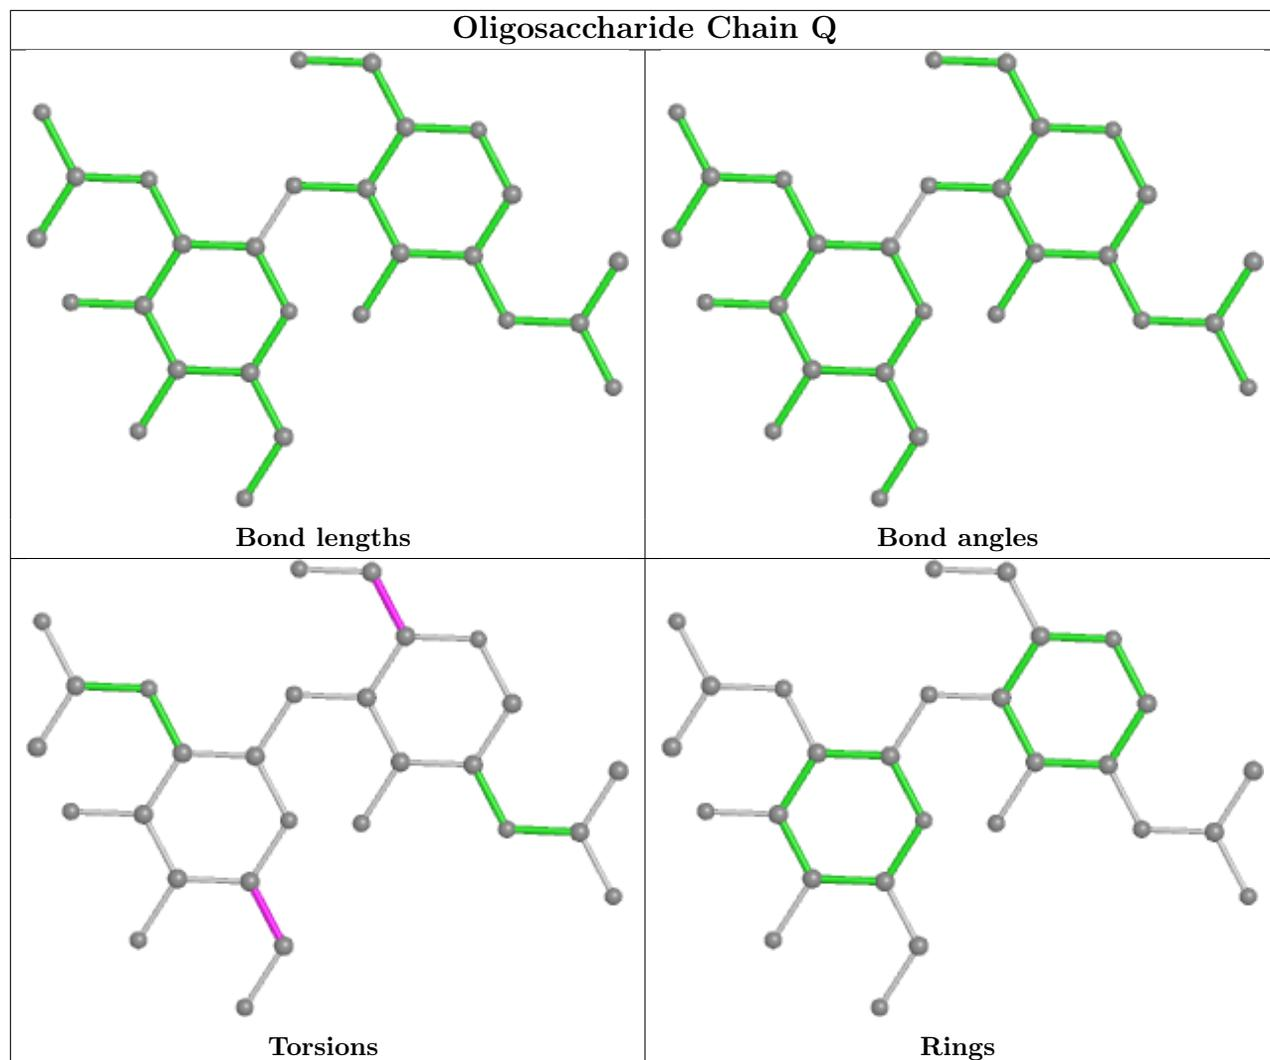 Oligosaccharide Chain Q
Bond lengths
Bond angles
Torsions
Rings